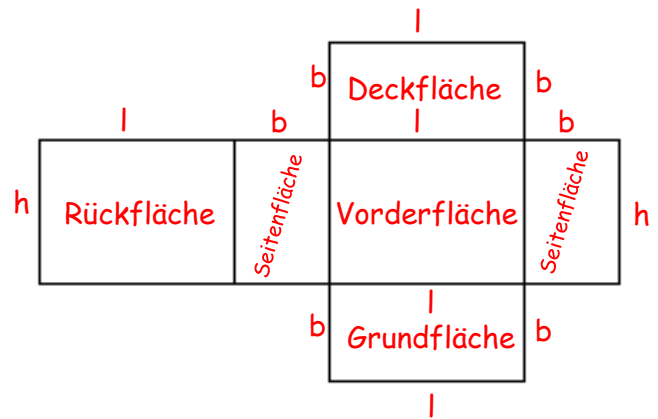 l
b Deckfläche b
l b l b
h Rückfläche Seitenfläche Vorderfläche Seitenfläche h
l
b Grundfläche b
l